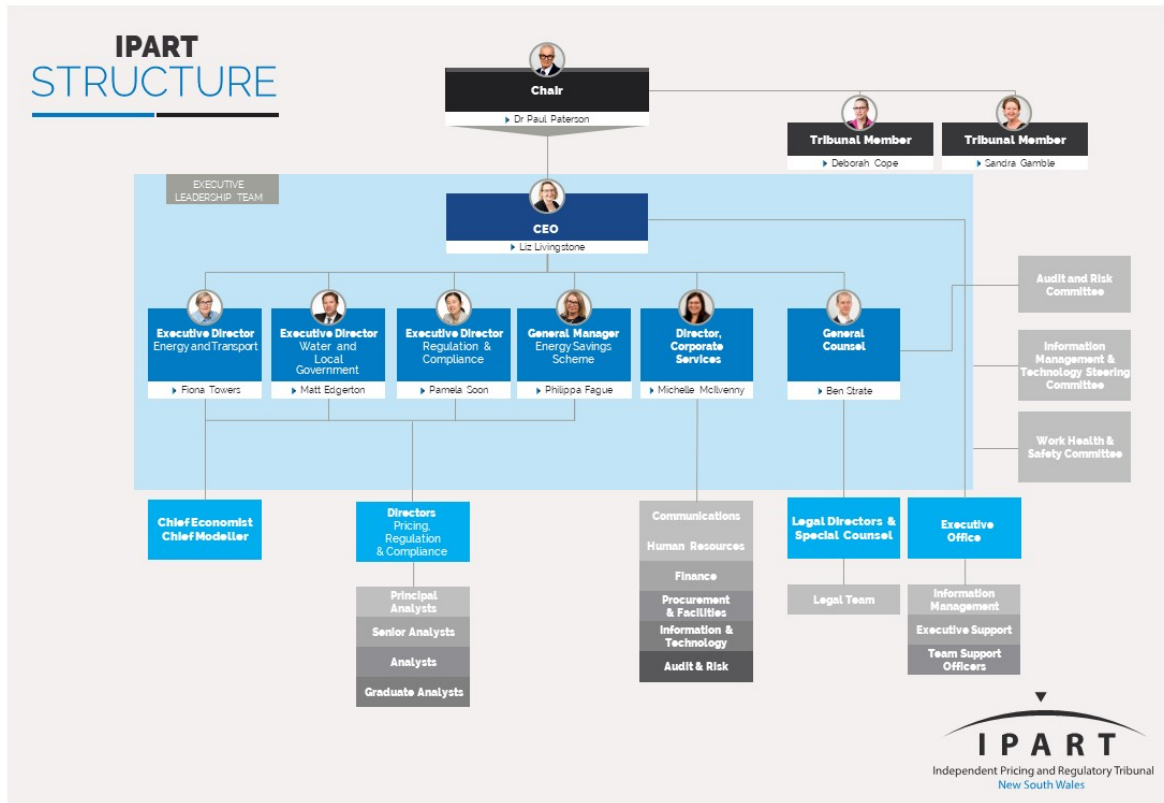 IPART
STRUCTURE
Chair
Dr Paul Paterson
Tribunal Member
Deborah Cope
Tribunal Member
Sandra Gamble
EXECUTIVE
LEADERSHIP TEAM
CEO
Liz Livingstone
Executive Director
Energy and Transport
Fiona Towers
Executive Director
Water and
Local
Government
Matt Edgerton
Executive Director
Regulation &
Compliance
Pamela Soon
General Manager
Energy Savings
Scheme
Philippa Fague
Director,
Corporate
Services
Michelle McIlvenny
General
Counsel
Ben Strate
Audit and Risk
Committee
Information
Management &
Technology Steering
Committee
Work Health &
Safety Committee
Chief Economist
Chief Modeller
Directors
Pricing,
Regulation
& Compliance
Principal
Analysts
Senior Analysts
Analysts
Graduate Analysts
Communications
Human Resources
Finance
Procurement
& Facilities
Information &
Technology
Audit & Risk
Legal Directors &
Special Counsel
Legal Team
Executive
Office
Information
Management
Executive Support
Team Support
Officers
IPART
Independent Pricing and Regulatory Tribunal
New South Wales